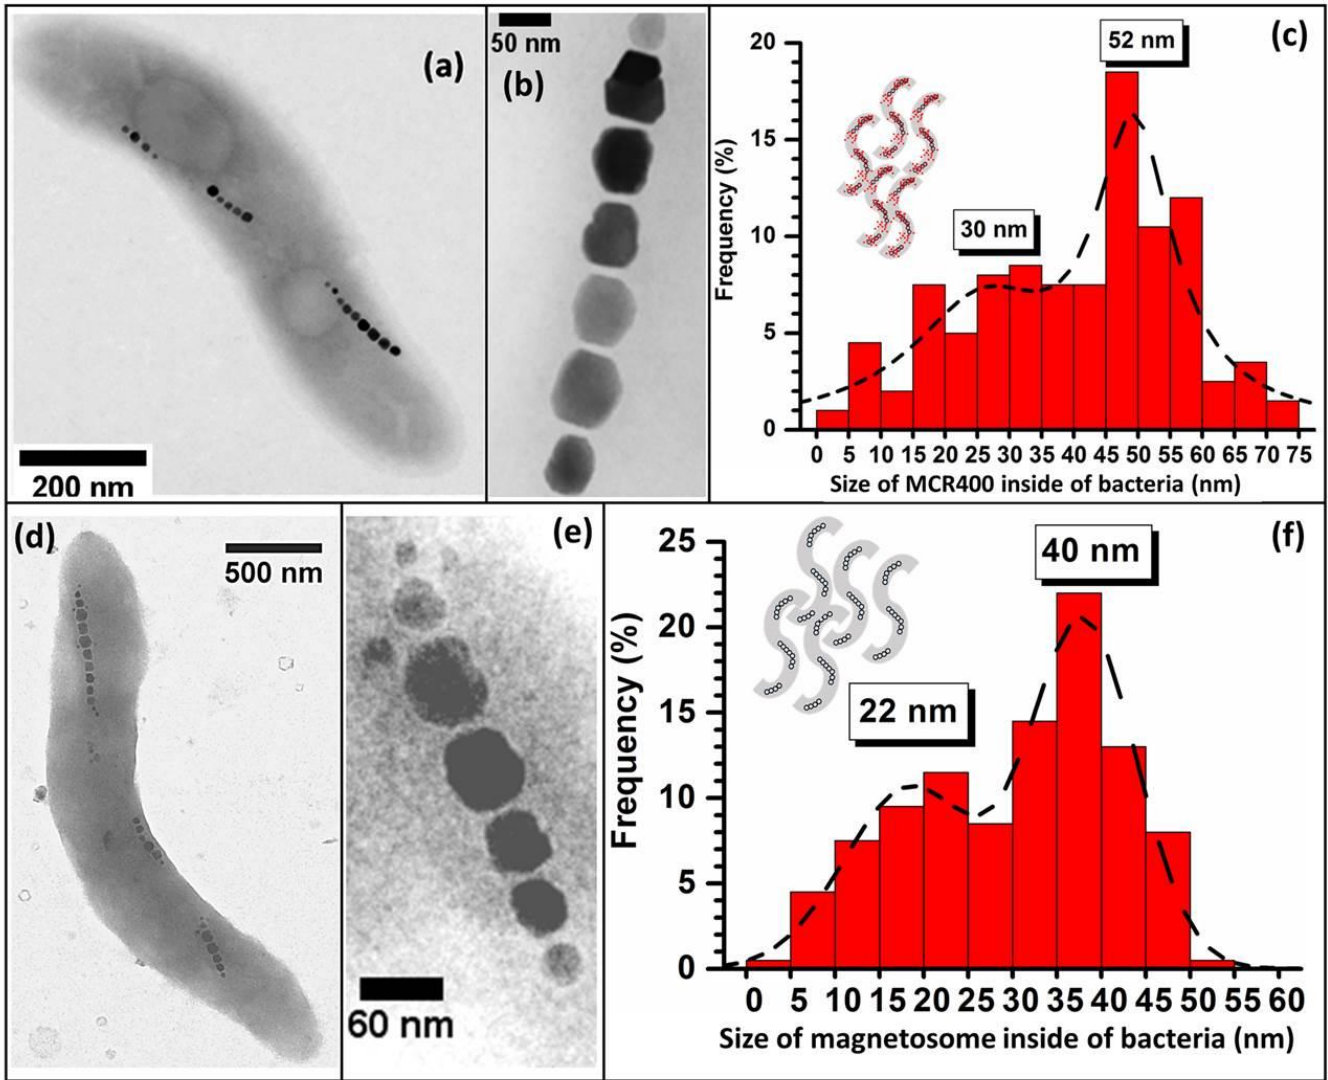 (a)
200 nm
50 nm
(b)
(c)
52 nm
30 nm
Frequency (%)
20
15
10
5
0
0 5 10 15 20 25 30 35 40 45 50 55 60 65 70 75
Size of MCR400 inside of bacteria (nm)
(d)
500 nm
(e)
60 nm
(f)
40 nm
22 nm
Frequency (%)
25
20
15
10
5
0
0 5 10 15 20 25 30 35 40 45 50 55 60
Size of magnetosome inside of bacteria (nm)